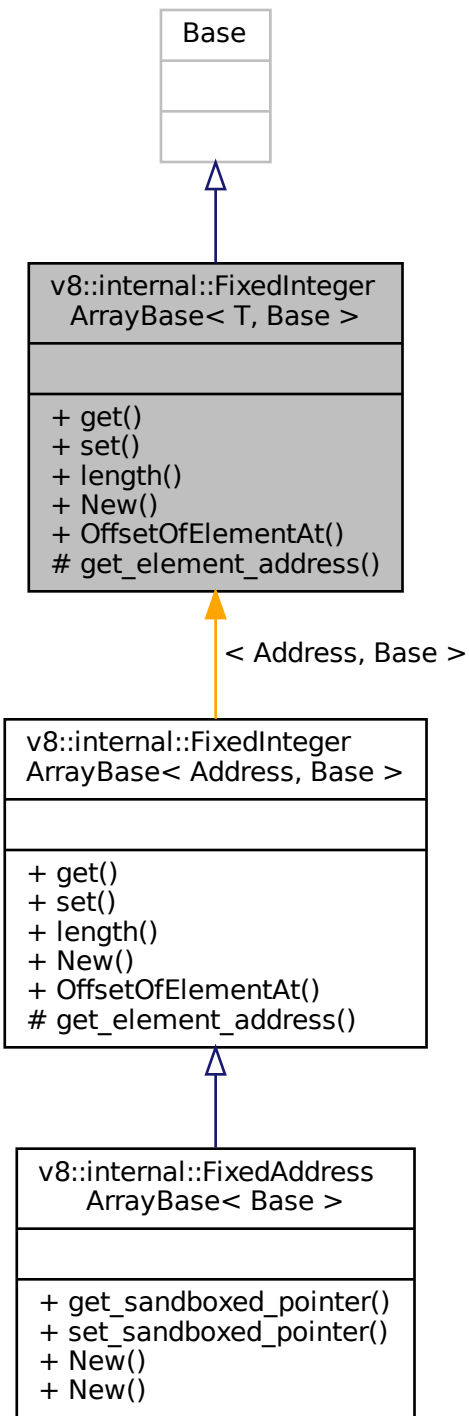 Base
v8::internal::FixedInteger
ArrayBase< T, Base >
+ get()
+ set()
+ length()
+ New()
+ OffsetOfElementAt()
# get_element_address()
< Address, Base >
v8::internal::FixedInteger
ArrayBase< Address, Base >
+ get()
+ set()
+ length()
+ New()
+ OffsetOfElementAt()
# get_element_address()
v8::internal::FixedAddress
ArrayBase< Base >
+ get_sandboxed_pointer()
+ set_sandboxed_pointer()
+ New()
+ New()